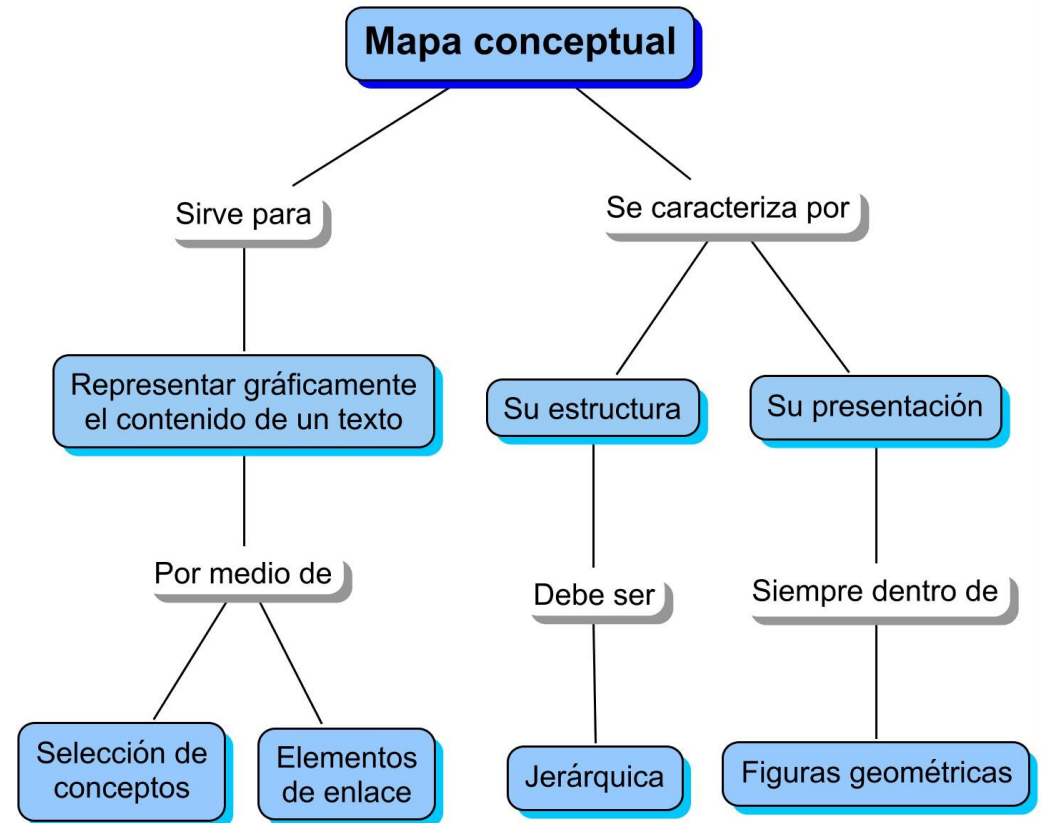 Mapa conceptual
Sirve para
Se caracteriza por
Representar gráficamente
el contenido de un texto
Su estructura
Su presentación
Por medio de
Debe ser
Siempre dentro de
Selección de
conceptos
Elementos
de enlace
Jerárquica
Figuras geométricas